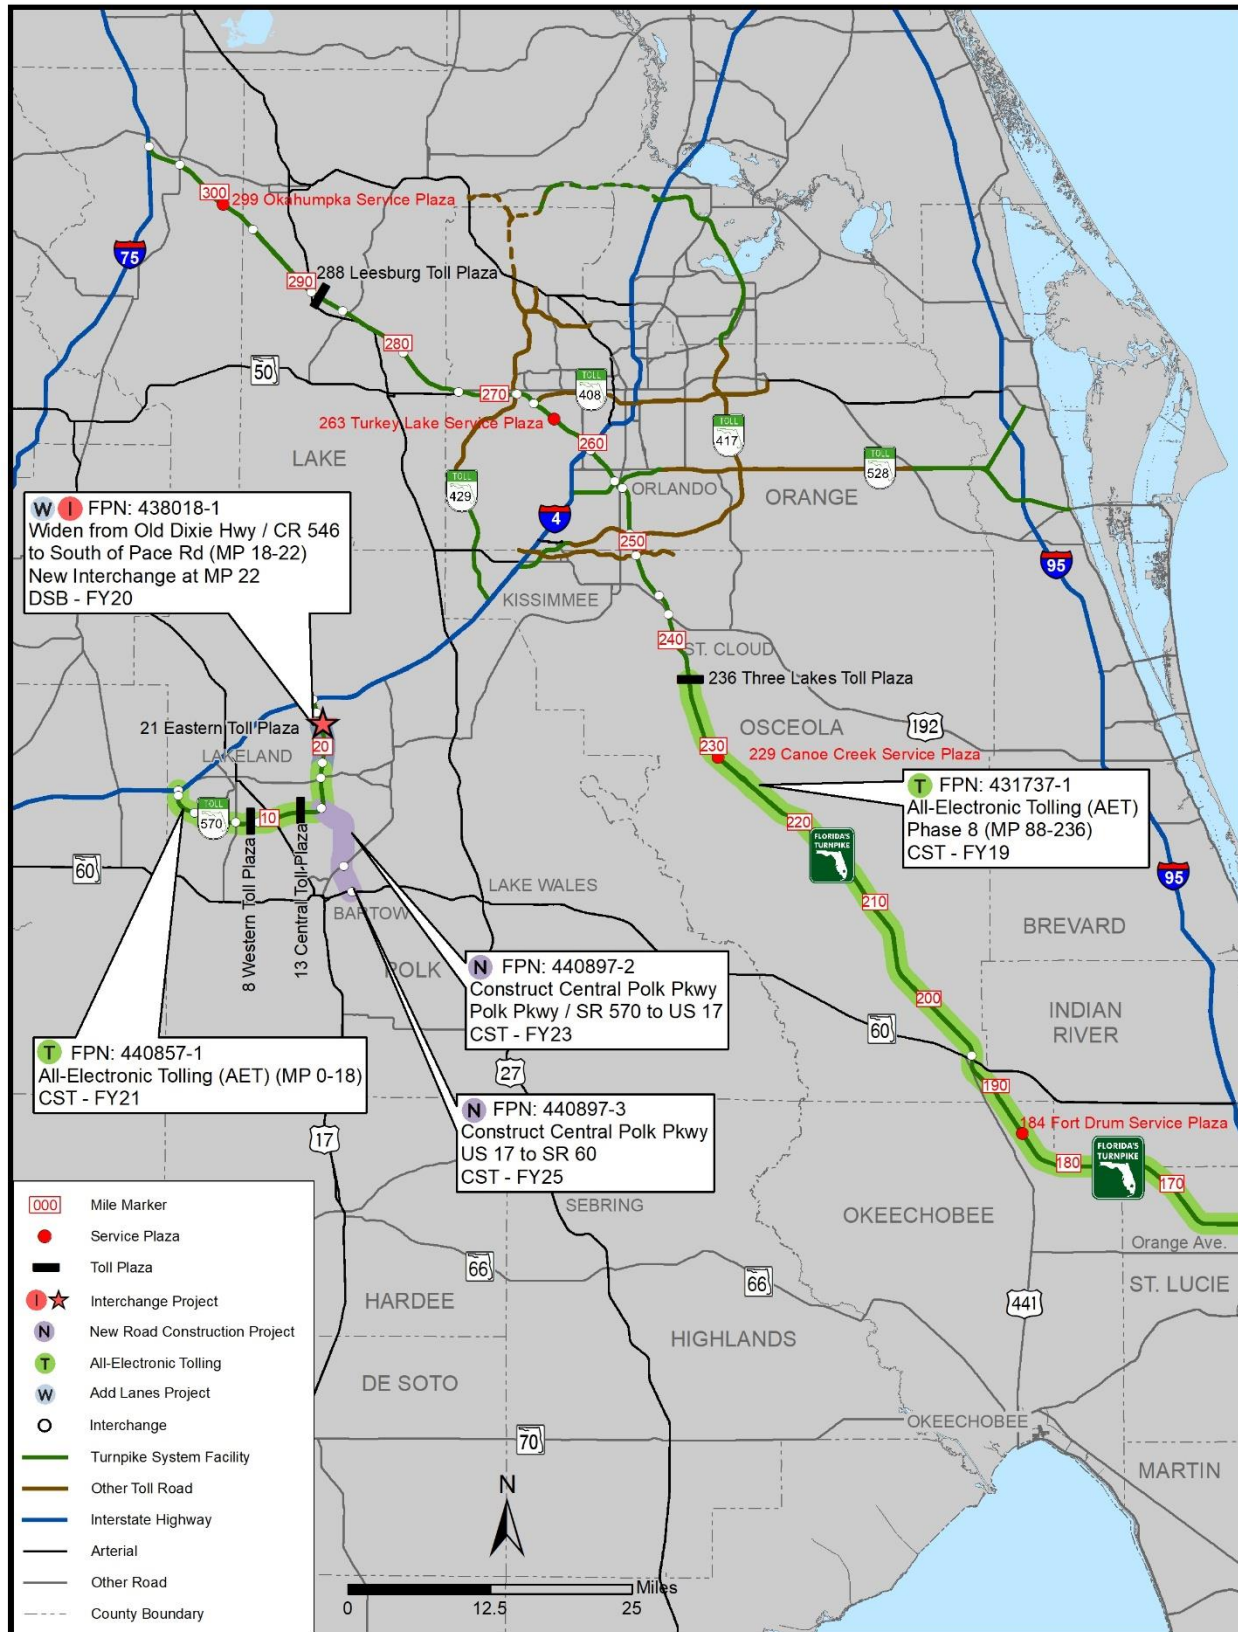 300
299 Okahumpka Service Plaza
75
290
288 Leesburg Toll Plaza
280
50
270
TOLL
408
263 Turkey Lake Service Plaza
260
TOLL
417
LAKE
TOLL
429
ORLANDO
ORANGE
TOLL
528
4
W I FPN: 438018-1
Widen from Old Dixie Hwy / CR 546
to South of Pace Rd (MP 18-22)
New Interchange at MP 22
DSB - FY20
250
95
KISSIMMEE
240
ST. CLOUD
236 Three Lakes Toll Plaza
21 Eastern Toll Plaza
20
LAKELAND
OSCEOLA
192
230
229 Canoe Creek Service Plaza
T FPN: 431737-1
All-Electronic Tolling (AET)
Phase 8 (MP 88-236)
CST - FY19
TOLL
570
10
220
FLORIDA'S
TURNPIKE
60
8 Western Toll Plaza
13 Central Toll Plaza
LAKE WALES
95
210
BARTOW
BREVARD
POLK
N FPN: 440897-2
Construct Central Polk Pkwy
Polk Pkwy / SR 570 to US 17
CST - FY23
200
60
INDIAN
RIVER
T FPN: 440857-1
All-Electronic Tolling (AET) (MP 0-18)
CST - FY21
27
190
N FPN: 440897-3
Construct Central Polk Pkwy
US 17 to SR 60
CST - FY25
17
184 Fort Drum Service Plaza
180
FLORIDA'S
TURNPIKE
170
SEBRING
OKEECHOBEE
Orange Ave.
66
66
441
ST. LUCIE
HARDEE
HIGHLANDS
DE SOTO
OKEECHOBEE
70
MARTIN
000 Mile Marker
Service Plaza
Toll Plaza
I Interchange Project
N New Road Construction Project
T All-Electronic Tolling
W Add Lanes Project
Interchange
Turnpike System Facility
Other Toll Road
Interstate Highway
Arterial
Other Road
County Boundary
N
Miles
0 12.5 25